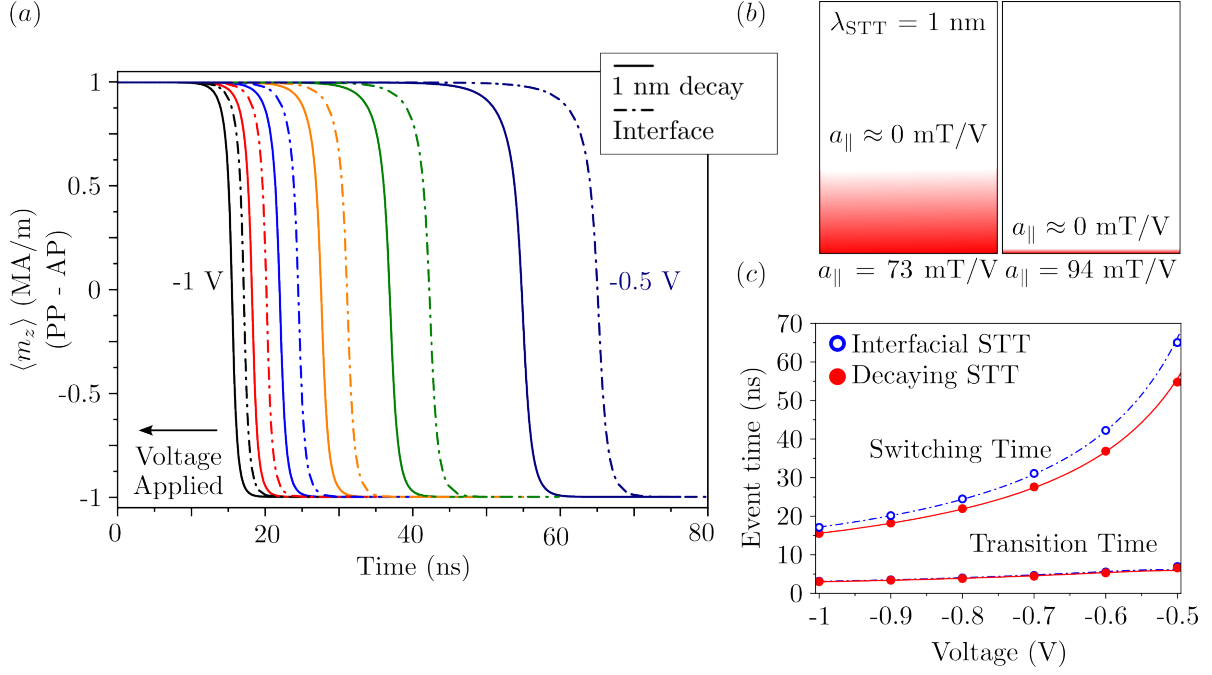 (a)
⟨m_z⟩ (MA/m)
(PP - AP)
1
0.5
0
-0.5
-1
0
20
40
60
80
Time (ns)
1 nm decay
Interface
-1 V
-0.5 V
Voltage
Applied
(b)
λ_STT = 1 nm
a_∥ ≈ 0 mT/V
a_∥ = 73 mT/V
a_∥ ≈ 0 mT/V
a_∥ = 94 mT/V
(c)
Event time (ns)
70
60
50
40
30
20
10
0
Interfacial STT
Decaying STT
Switching Time
Transition Time
-1
-0.9
-0.8
-0.7
-0.6
-0.5
Voltage (V)